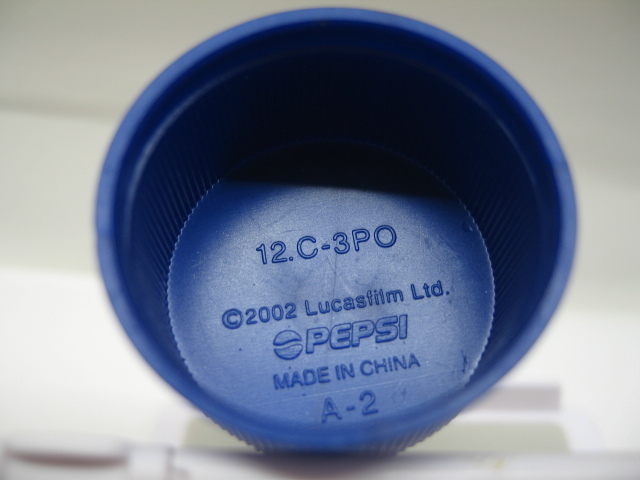 12.C-3PO
©2002 Lucasfilm Ltd.
PEPSI
MADE IN CHINA
A-2